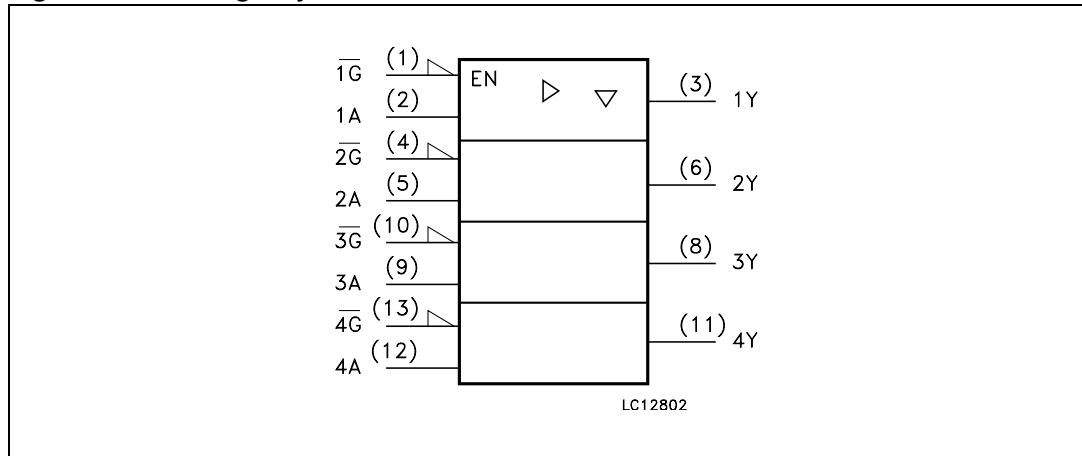 1G̅ (1) EN (3) 1Y
1A (2)
2G̅ (4) (6) 2Y
2A (5)
3G̅ (10) (8) 3Y
3A (9)
4G̅ (13) (11) 4Y
4A (12)
LC12802